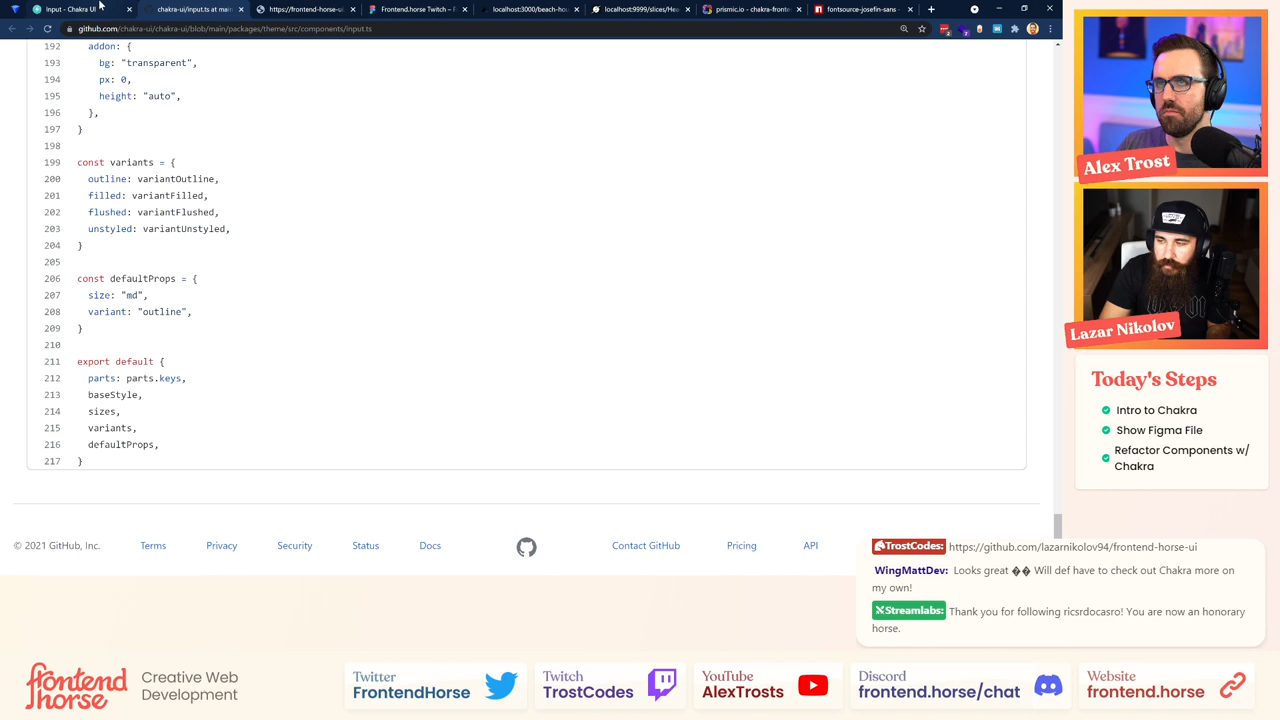 Input - Chakra UI
chakra-ui/input.ts at main
https://frontend-horse-ui
Frontend.horse Twitch - F
localhost:3000/beach-hou
localhost:9999/slices/Hea
prismic.io - chakra-fronte
fontsource-josefin-sans -
github.com/chakra-ui/chakra-ui/blob/main/packages/theme/src/components/input.ts
192 addon: {
193 bg: "transparent",
194 px: 0,
195 height: "auto",
196 },
197 }
198
199 const variants = {
200 outline: variantOutline,
201 filled: variantFilled,
202 flushed: variantFlushed,
203 unstyled: variantUnstyled,
204 }
205
206 const defaultProps = {
207 size: "md",
208 variant: "outline",
209 }
210
211 export default {
212 parts: parts.keys,
213 baseStyle,
214 sizes,
215 variants,
216 defaultProps,
217 }
© 2021 GitHub, Inc. Terms Privacy Security Status Docs Contact GitHub Pricing API
Alex Trost
Lazar Nikolov
Today's Steps
Intro to Chakra
Show Figma File
Refactor Components w/
Chakra
TrostCodes: https://github.com/lazarnikolov94/frontend-horse-ui
WingMattDev: Looks great �� Will def have to check out Chakra more on
my own!
Streamlabs: Thank you for following ricsrdocasro! You are now an honorary
horse.
frontend
horse
Creative Web
Development
Twitter
FrontendHorse
Twitch
TrostCodes
YouTube
AlexTrosts
Discord
frontend.horse/chat
Website
frontend.horse